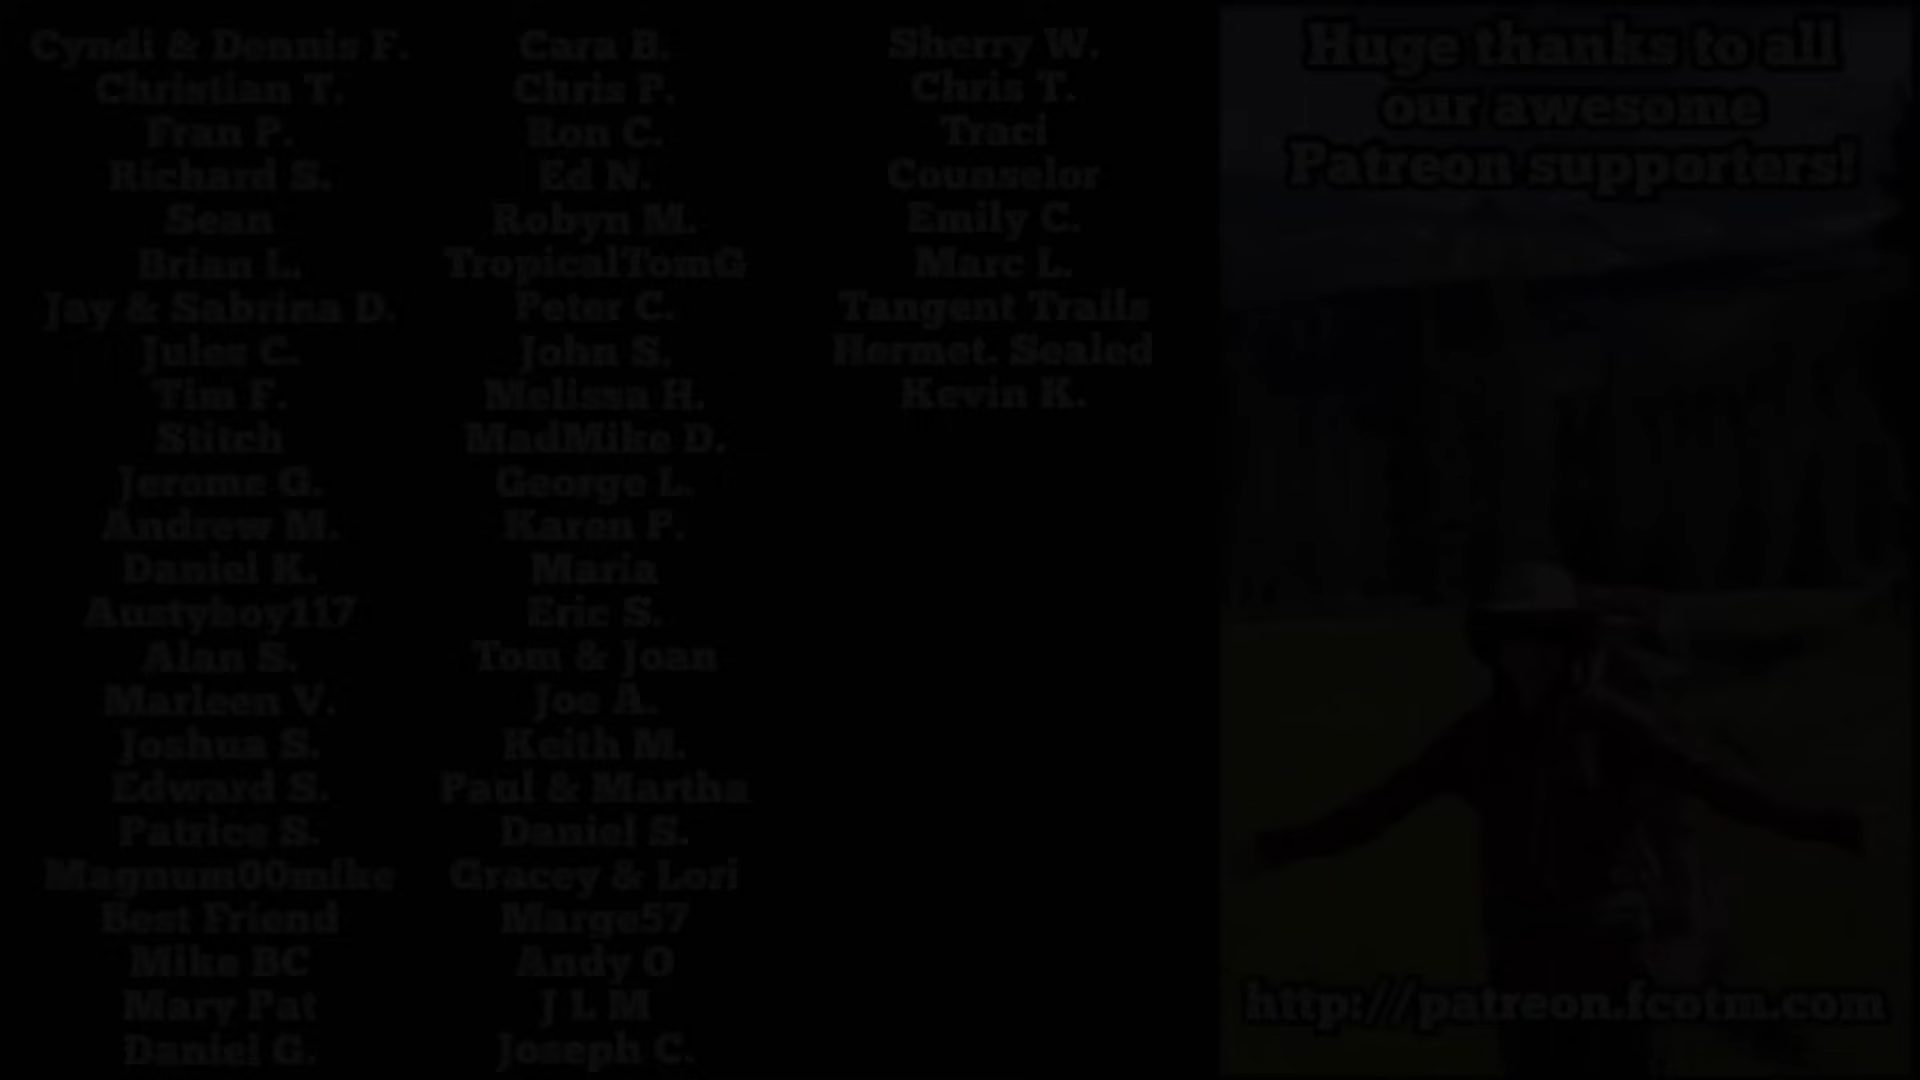 Cyndi & Dennis F.
Christian T.
Fran P.
Richard S.
Sean
Brian L.
Jay & Sabrina D.
Jules C.
Tim F.
Stitch
Jerome G.
Andrew M.
Daniel K.
Austyboy117
Alan S.
Marleen V.
Joshua S.
Edward S.
Patrice S.
Magnum00mike
Best Friend
Mike BC
Mary Pat
Daniel G.
Cara B.
Chris P.
Ron C.
Ed N.
Robyn M.
TropicalTomG
Peter C.
John S.
Melissa H.
MadMike D.
George L.
Karen P.
Maria
Eric S.
Tom & Joan
Joe A.
Keith M.
Paul & Martha
Daniel S.
Gracey & Lori
Marge57
Andy O
J L M
Joseph C.
Sherry W.
Chris T.
Traci
Counselor
Emily C.
Marc L.
Tangent Trails
Hermet. Sealed
Kevin K.
Huge thanks to all
our awesome
Patreon supporters!
http://patreon.fcotm.com